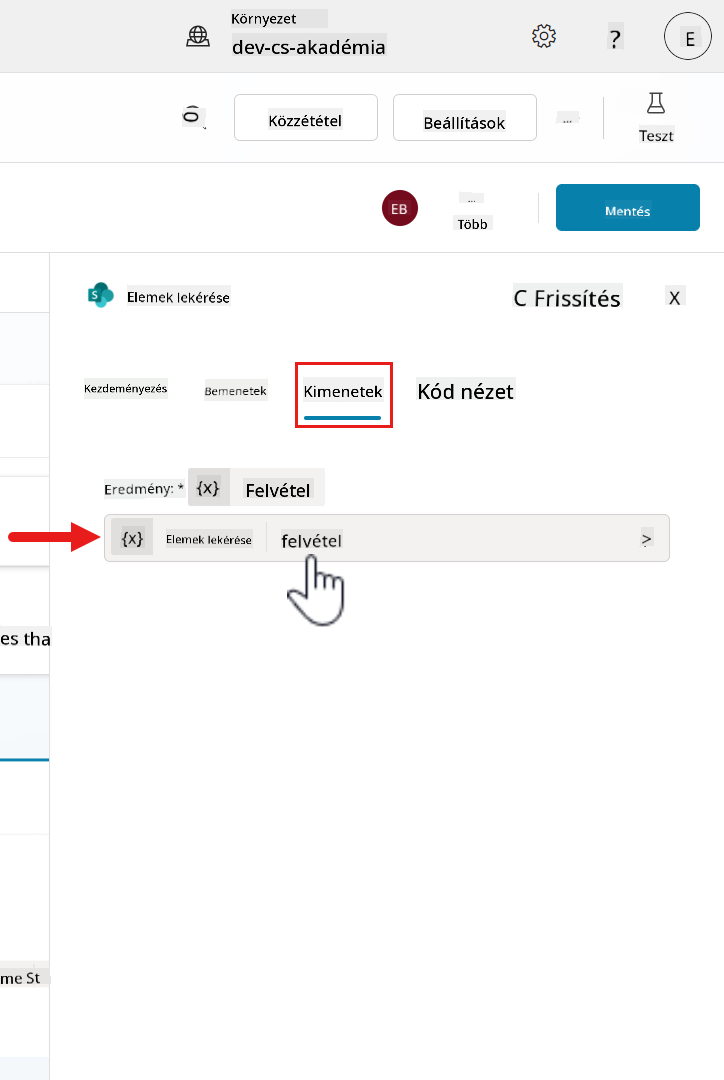 Környezet
dev-cs-akadémia
?
E
Közzététel
Beállítások
...
Teszt
EB
...
Több
Mentés
S
Elemek lekérése
C Frissítés
X
Kezdeményezés
Bemenetek
Kimenetek
Kód nézet
Eredmény: * {x} Felvétel
{x} Elemek lekérése felvétel >
es tha
me St